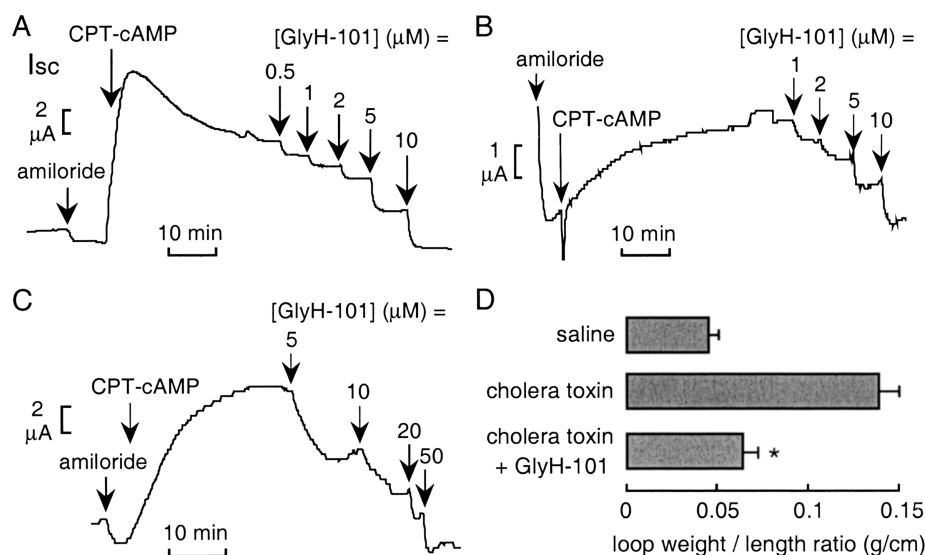 A
CPT-cAMP
[GlyH-101] (μM) =
Isc
0.5
1
2
5
10
2
μA
amiloride
10 min
B
[GlyH-101] (μM) =
amiloride
1
2
5
10
CPT-cAMP
1
μA
10 min
C
[GlyH-101] (μM) =
5
CPT-cAMP
10
2
μA
20
50
amiloride
10 min
D
saline
cholera toxin
cholera toxin
+ GlyH-101
*
0 0.05 0.10 0.15
loop weight / length ratio (g/cm)